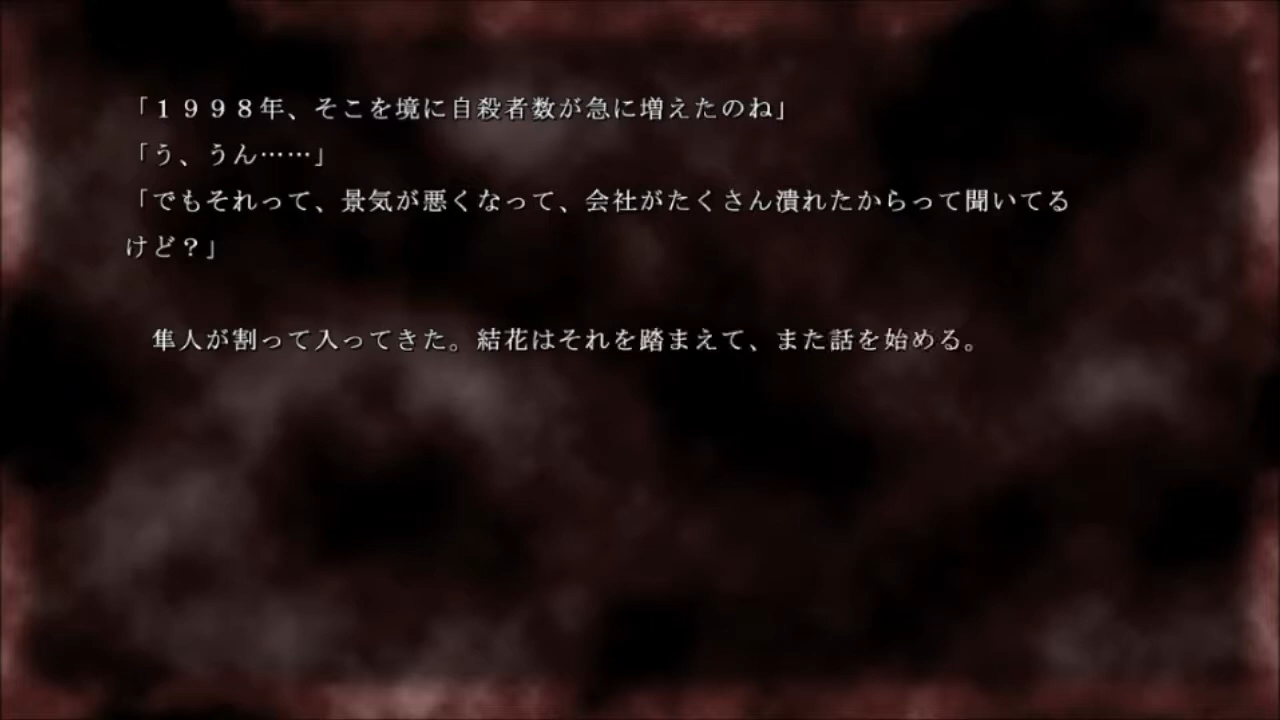 「１９９８年、そこを境に自殺者数が急に増えたのね」
「う、うん……」
「でもそれって、景気が悪くなって、会社がたくさん潰れたからって聞いてる
けど？」
　隼人が割って入ってきた。結花はそれを踏まえて、また話を始める。